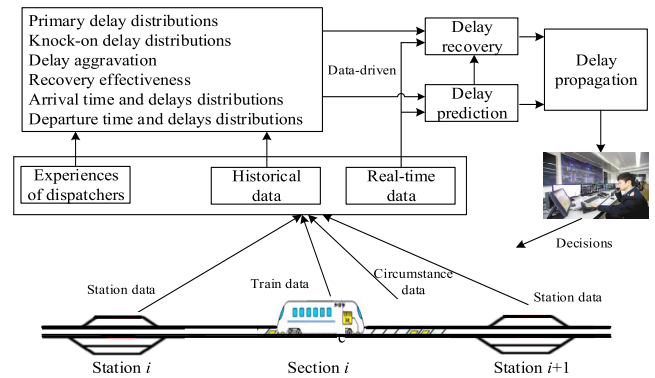 Primary delay distributions
Knock-on delay distributions
Delay aggravation
Recovery effectiveness
Arrival time and delays distributions
Departure time and delays distributions
Data-driven
Delay
recovery
Delay
prediction
Delay
propagation
Experiences
of dispatchers
Historical
data
Real-time
data
Decisions
Station data
Train data
Circumstance
data
Station data
Station i
Section i
Station i+1